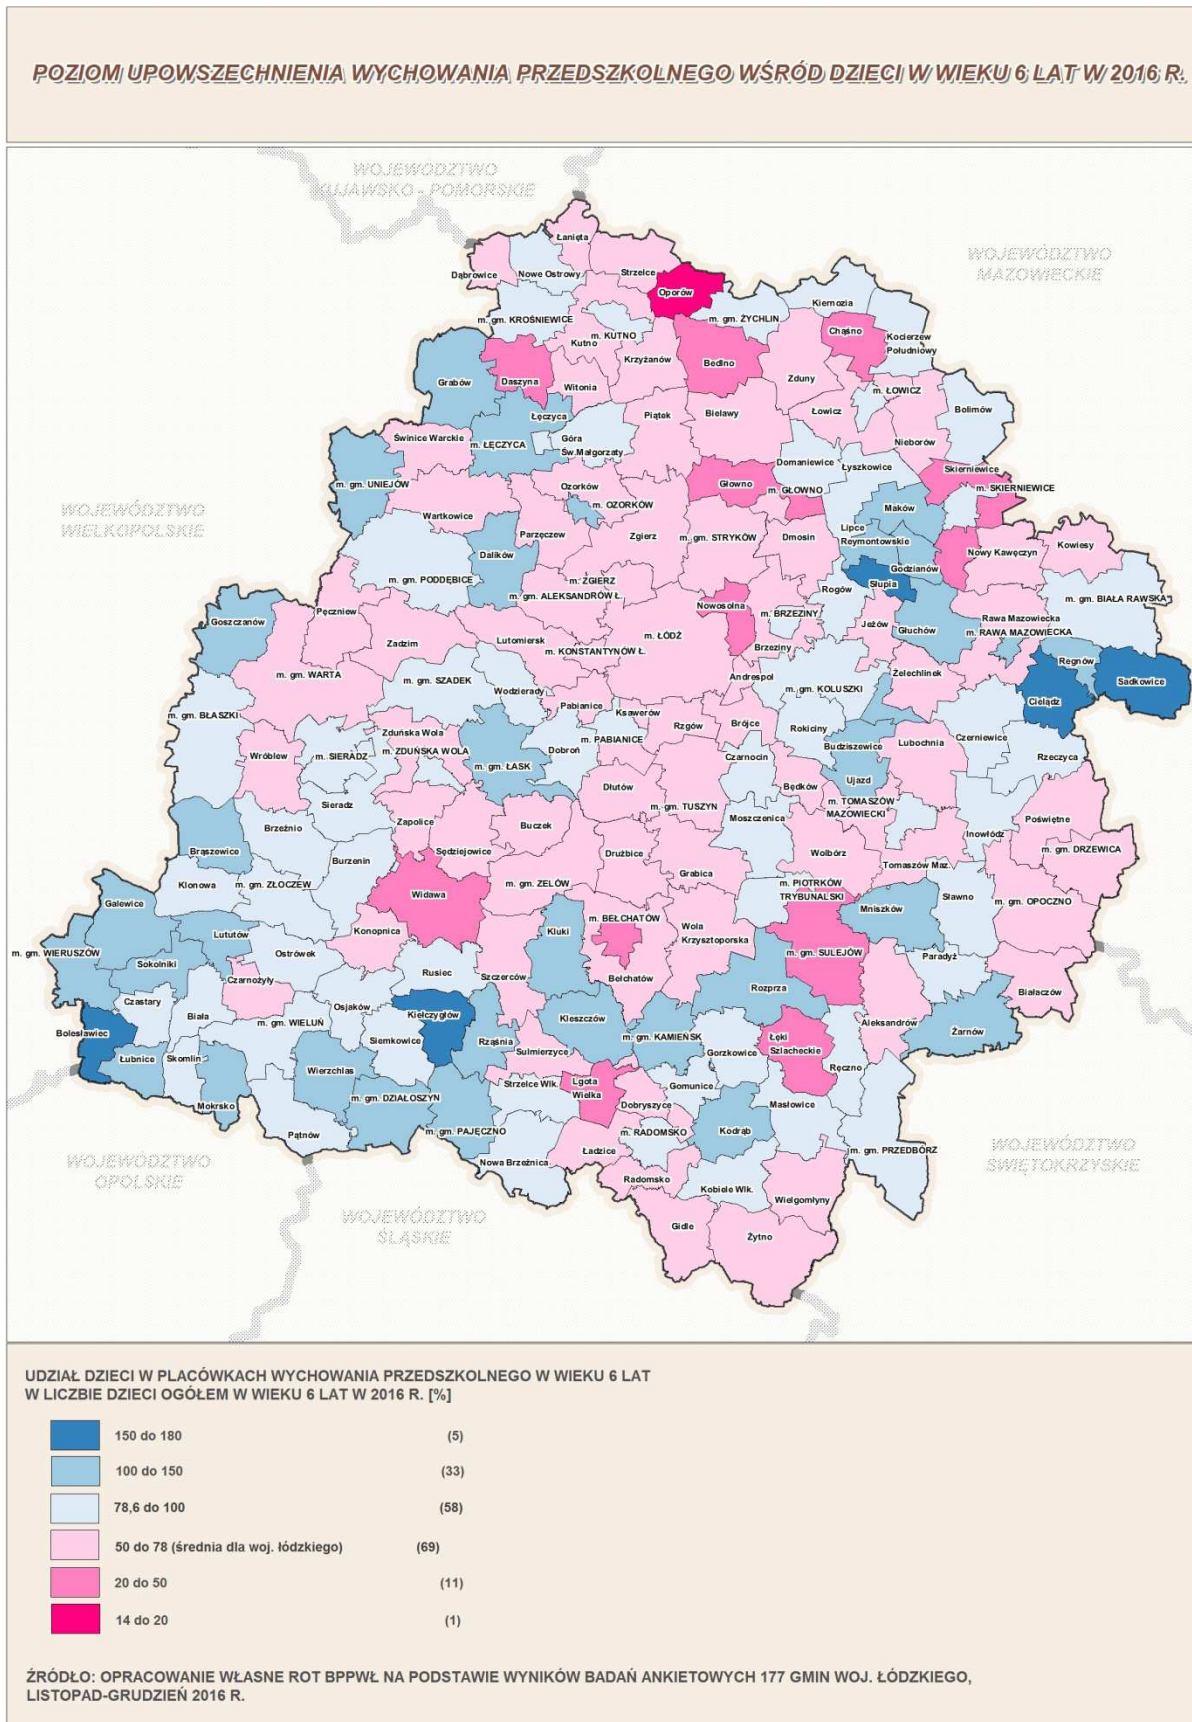 POZIOM UPOWSZECHNIENIA WYCHOWANIA PRZEDSZKOLNEGO WŚRÓD DZIECI W WIEKU 6 LAT W 2016 R.
WOJEWÓDZTWO
KUJAWSKO - POMORSKIE
WOJEWÓDZTWO
MAZOWIECKIE
Łanięta
Dąbrowice
Nowe Ostrowy
Strzelce
Oporów
m. gm. KROŚNIEWICE
m. KUTNO
Kutno
m. gm. ŻYCHLIN
Kiernozia
Chąśno
Kocierzew
Południowy
Krzyżanów
Bedlno
Zduny
Grabów
Daszyna
Witonia
m. ŁOWICZ
Łęczyca
Piątek
Bielawy
Łowicz
Bolimów
Świnice Warckie
m. ŁĘCZYCA
Góra
Św.Małgorzaty
Nieborów
Domaniewice
Łyszkowice
Skierniewice
m. gm. UNIEJÓW
Ozorków
Głowno
m. GŁOWNO
m. SKIERNIEWICE
WOJEWÓDZTWO
WIELKOPOLSKIE
Wartkowice
m. OZORKÓW
Maków
Parzęczew
Zgierz
m. gm. STRYKÓW
Dmosin
Lipce
Reymontowskie
Dalików
Nowy Kawęczyn
Kowiesy
m. gm. PODDĘBICE
m. ZGIERZ
m. gm. ALEKSANDRÓW Ł.
Godzianów
Słupia
Rogów
m. gm. BIAŁA RAWSKA
Pęczniew
Nowosolna
m. BRZEZINY
Goszczanów
Zadzim
Lutomiersk
m. ŁÓDŹ
m. KONSTANTYNÓW Ł.
Brzeziny
Jeżów
Głuchów
Rawa Mazowiecka
m. RAWA MAZOWIECKA
Regnów
Sadkowice
m. gm. WARTA
m. gm. SZADEK
Wodzierady
Andrespol
m. gm. KOLUSZKI
Żelechlinek
Cielądz
m. gm. BŁASZKI
Pabianice
Ksawerów
Rzgów
Brójce
Rokiciny
Zduńska Wola
m. PABIANICE
Czerniewice
Wróblew
m. SIERADZ
m. ZDUŃSKA WOLA
m. gm. ŁASK
Dobroń
Czarnocin
Budziszewice
Lubochnia
Rzeczyca
Ujazd
Dłutów
m. gm. TUSZYN
Będków
m. TOMASZÓW
MAZOWIECKI
Sieradz
Zapolice
Buczek
Moszczenica
Poświętne
Brzeźnio
Inowłódz
Brąszewice
Burzenin
Sędziejowice
Drużbice
Wolbórz
m. gm. DRZEWICA
Grabica
Tomaszów Maz.
Klonowa
m. gm. ZŁOCZEW
m. gm. ZELÓW
m. PIOTRKÓW
TRYBUNALSKI
Widawa
Sławno
m. gm. OPOCZNO
Galewice
Mniszków
m. BEŁCHATÓW
Wola
Krzysztoporska
Lututów
Konopnica
Kluki
m. gm. WIERUSZÓW
Ostrówek
m. gm. SULEJÓW
Paradyż
Sokolniki
Rusiec
Szczerców
Bełchatów
Czarnożyły
Rozprza
Białaczów
Czastary
Biała
Osjaków
Kiełczygłów
Kleszczów
Aleksandrów
Żarnów
Bolesławiec
m. gm. WIELUŃ
Siemkowice
Rząśnia
m. gm. KAMIEŃSK
Łęki
Szlacheckie
Łubnice
Skomlin
Sulmierzyce
Gorzkowice
Ręczno
Wierzchlas
Strzelce Wlk.
Lgota
Wielka
Gomunice
m. gm. DZIAŁOSZYN
Dobryszyce
Masłowice
Mokrsko
m. gm. PAJĘCZNO
m. RADOMSKO
Kodrąb
Pątnów
Nowa Brzeźnica
Ładzice
m. gm. PRZEDBÓRZ
WOJEWÓDZTWO
OPOLSKIE
WOJEWÓDZTWO
ŚWIĘTOKRZYSKIE
Radomsko
Kobiele Wlk.
Wielgomłyny
WOJEWÓDZTWO
ŚLĄSKIE
Gidle
Żytno
UDZIAŁ DZIECI W PLACÓWKACH WYCHOWANIA PRZEDSZKOLNEGO W WIEKU 6 LAT
W LICZBIE DZIECI OGÓŁEM W WIEKU 6 LAT W 2016 R. [%]
150 do 180 (5)
100 do 150 (33)
78,6 do 100 (58)
50 do 78 (średnia dla woj. łódzkiego) (69)
20 do 50 (11)
14 do 20 (1)
ŹRÓDŁO: OPRACOWANIE WŁASNE ROT BPPWŁ NA PODSTAWIE WYNIKÓW BADAŃ ANKIETOWYCH 177 GMIN WOJ. ŁÓDZKIEGO,
LISTOPAD-GRUDZIEŃ 2016 R.